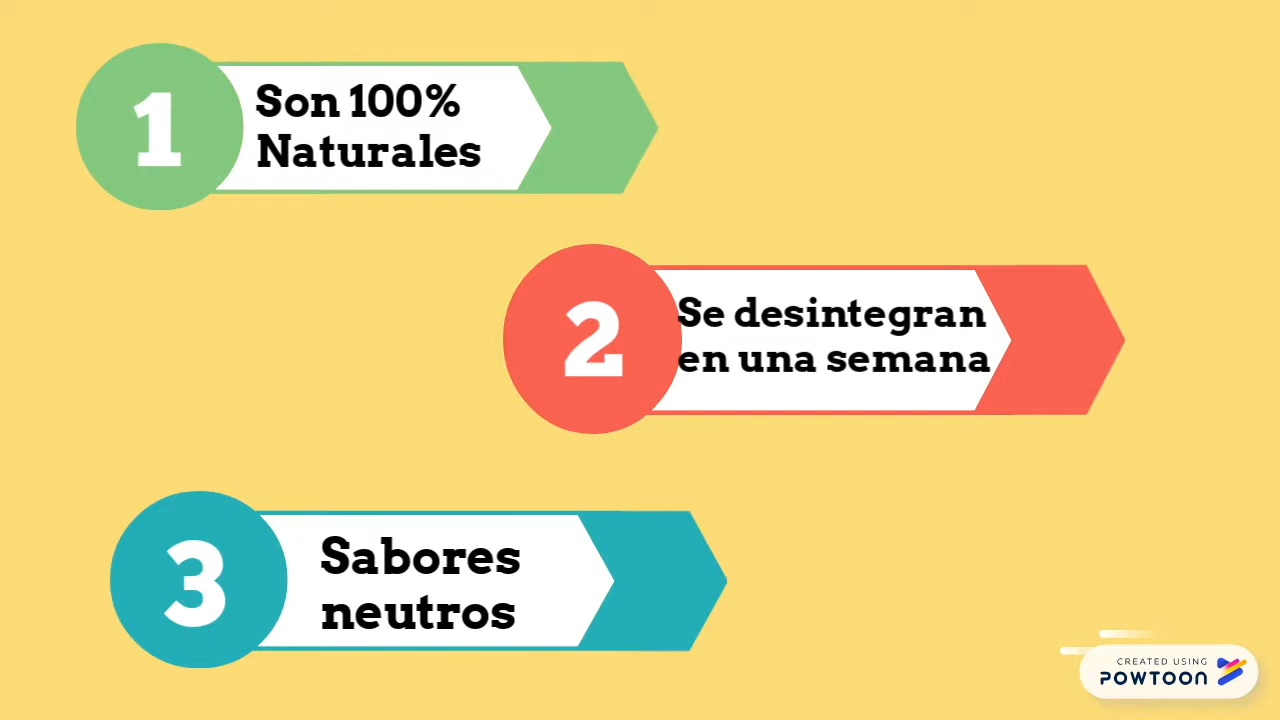 1
Son 100%
Naturales
2
Se desintegran
en una semana
3
Sabores
neutros
CREATED USING
POWTOON